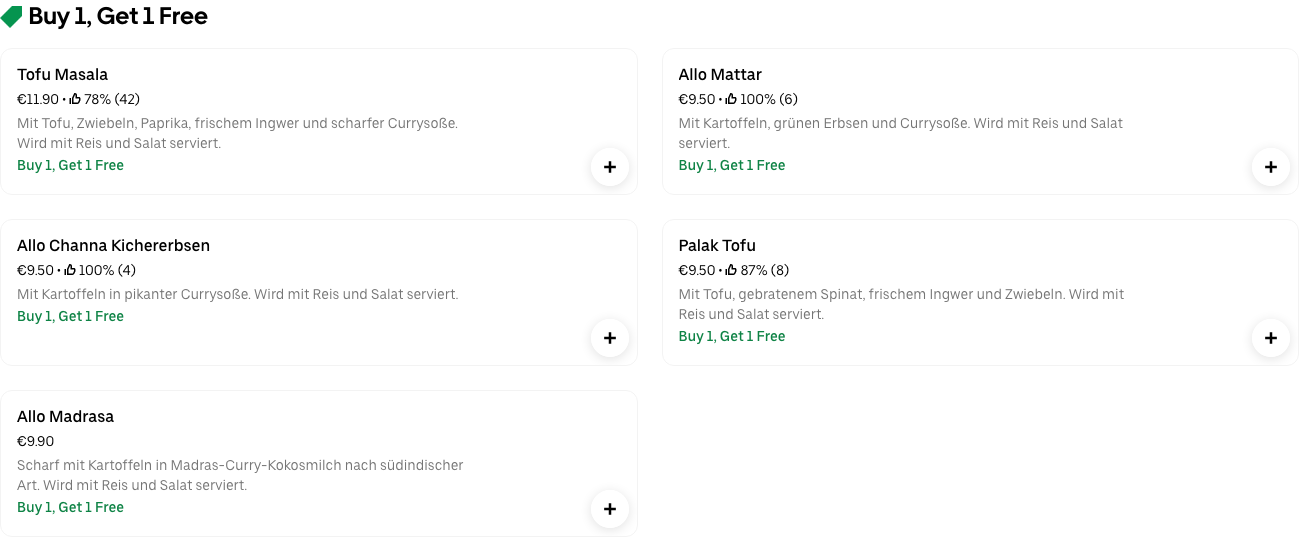 Buy 1, Get 1 Free
Tofu Masala
€11.90 • 78% (42)
Mit Tofu, Zwiebeln, Paprika, frischem Ingwer und scharfer Currysoße.
Wird mit Reis und Salat serviert.
Buy 1, Get 1 Free
Allo Mattar
€9.50 • 100% (6)
Mit Kartoffeln, grünen Erbsen und Currysoße. Wird mit Reis und Salat
serviert.
Buy 1, Get 1 Free
Allo Channa Kichererbsen
€9.50 • 100% (4)
Mit Kartoffeln in pikanter Currysoße. Wird mit Reis und Salat serviert.
Buy 1, Get 1 Free
Palak Tofu
€9.50 • 87% (8)
Mit Tofu, gebratenem Spinat, frischem Ingwer und Zwiebeln. Wird mit
Reis und Salat serviert.
Buy 1, Get 1 Free
Allo Madrasa
€9.90
Scharf mit Kartoffeln in Madras-Curry-Kokosmilch nach südindischer
Art. Wird mit Reis und Salat serviert.
Buy 1, Get 1 Free